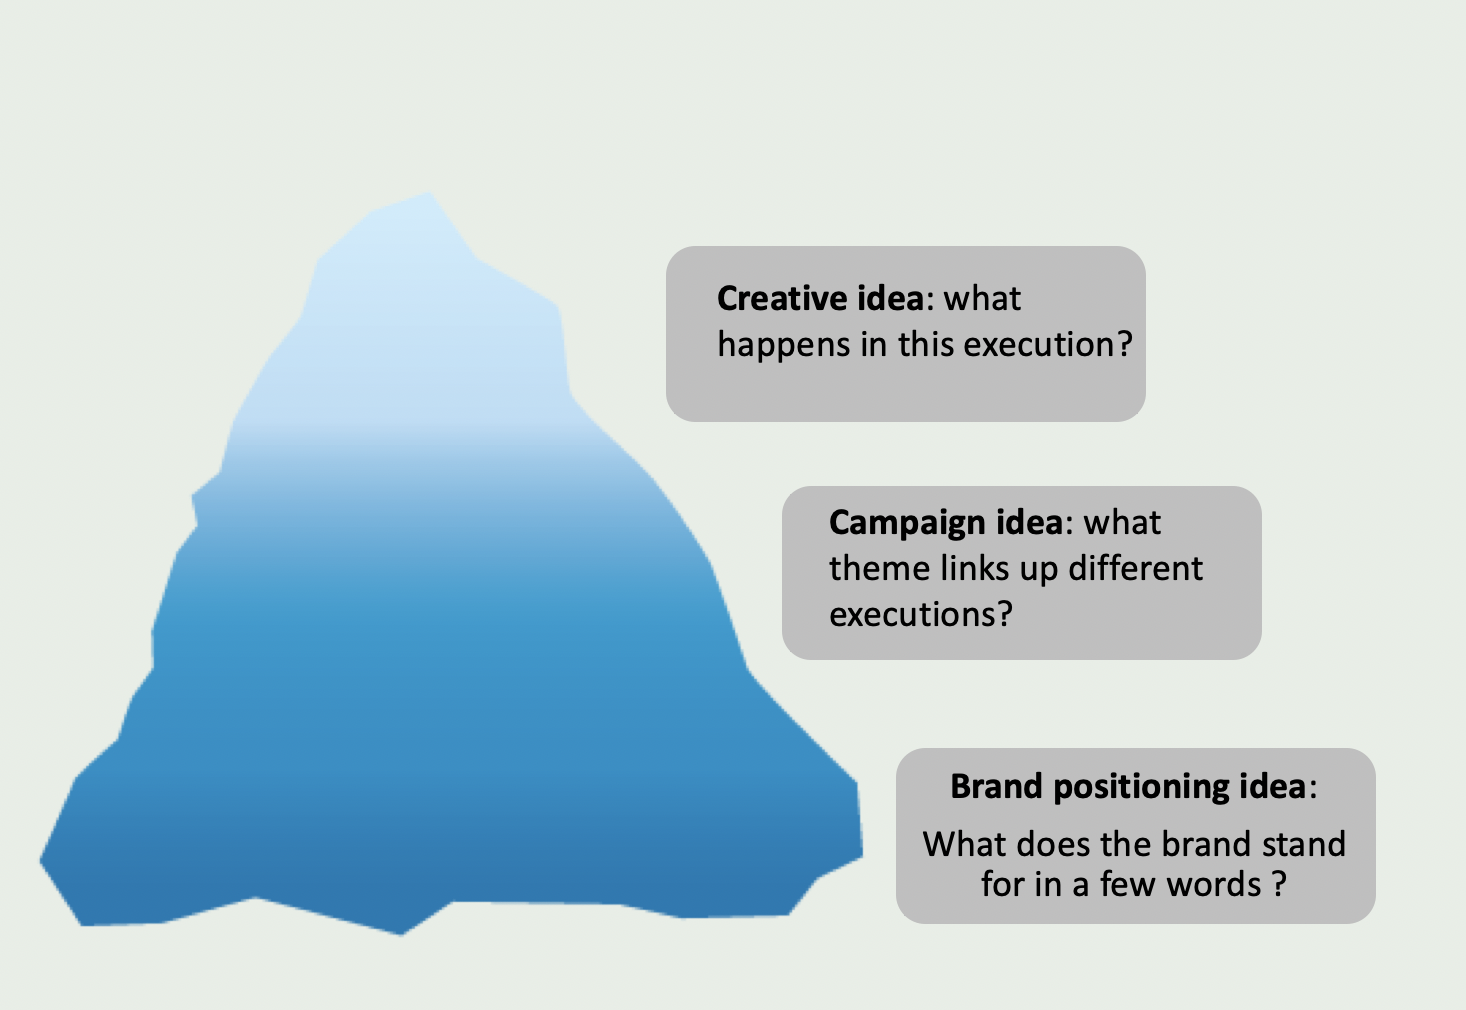 Creative idea: what
happens in this execution?
Campaign idea: what
theme links up different
executions?
Brand positioning idea:
What does the brand stand
for in a few words ?